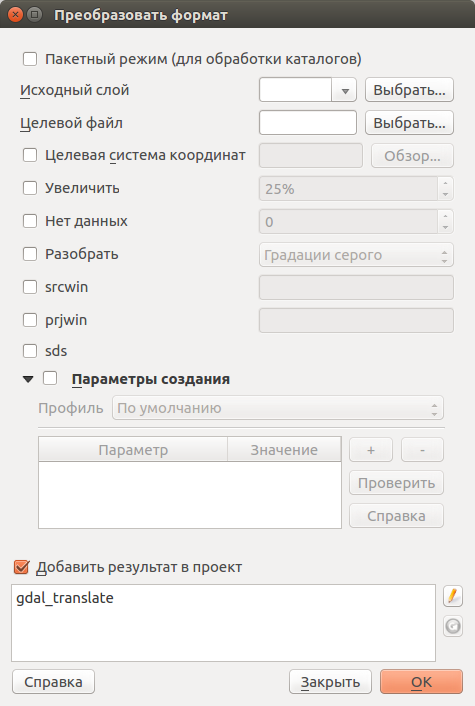 Преобразовать формат
Пакетный режим (для обработки каталогов)
Исходный слой Выбрать...
Целевой файл Выбрать...
Целевая система координат Обзор...
Увеличить 25%
Нет данных 0
Разобрать Градации серого
srcwin
prjwin
sds
Параметры создания
Профиль По умолчанию
Параметр Значение + -
Проверить
Справка
Добавить результат в проект
gdal_translate
Справка Закрыть OK